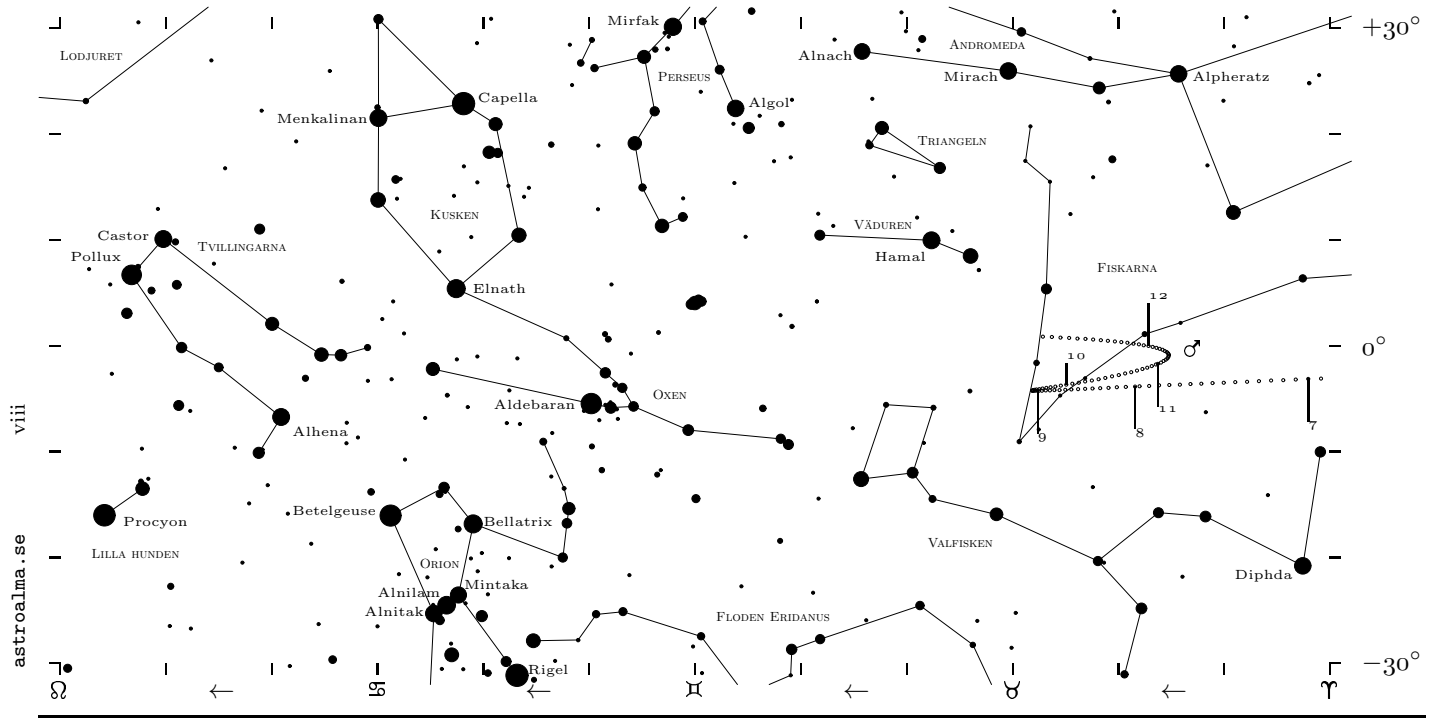 Mirfak
+30°
Lodjuret
Andromeda
Alnach
Perseus
Mirach
Alpheratz
Capella
Algol
Menkalinan
Triangeln
Kusken
Väduren
Castor
Tvillingarna
Pollux
Hamal
Fiskarna
Elnath
12
♂
0°
10
Oxen
Aldebaran
11
7
viii
Alhena
9
8
Betelgeuse
Procyon
Bellatrix
Lilla hunden
Valfisken
Orion
Diphda
Mintaka
Alnilam
Alnitak
Floden Eridanus
astroalma.se
Rigel
−30°
♌ ← ♋ ← ♊ ← ♉ ← ♈